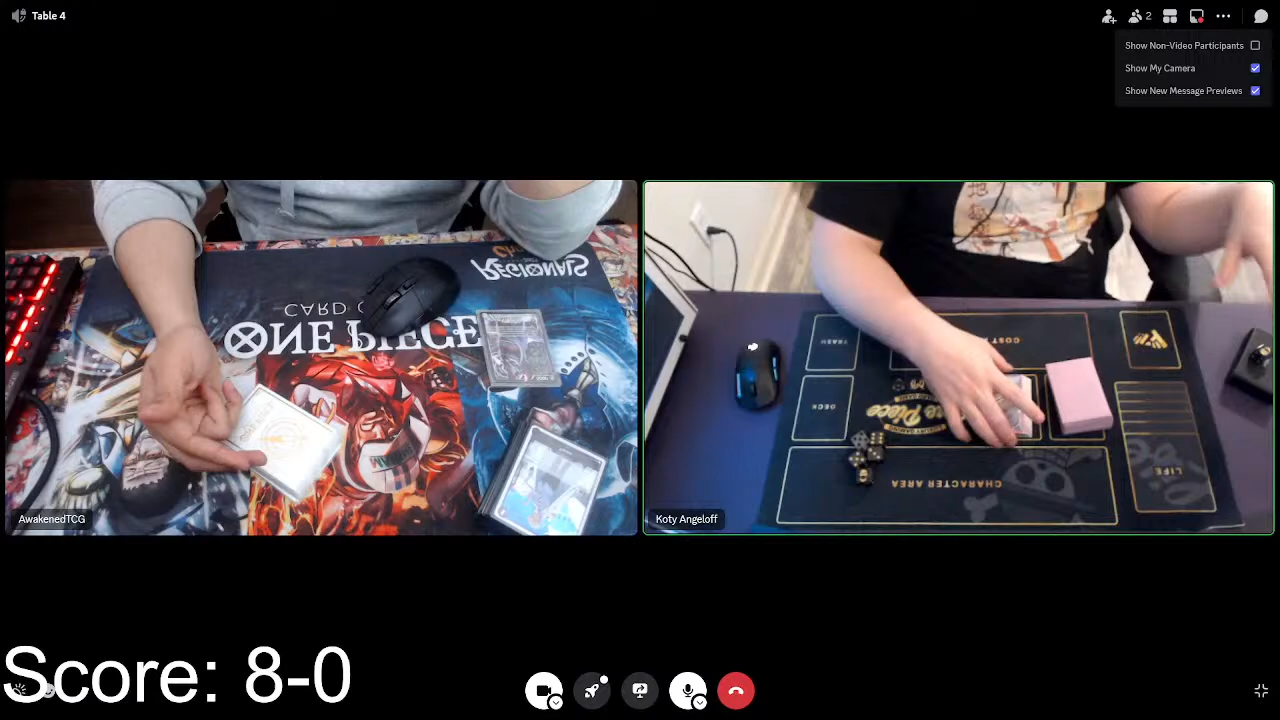 Table 4
2
Show Non-Video Participants
Show My Camera
Show New Message Previews
REGIONALS
CARD G
ONE PIECE
TRASH
COST
DECK
CHARACTER AREA
LIFE
AwakenedTCG
Koty Angeloff
Score: 8-0